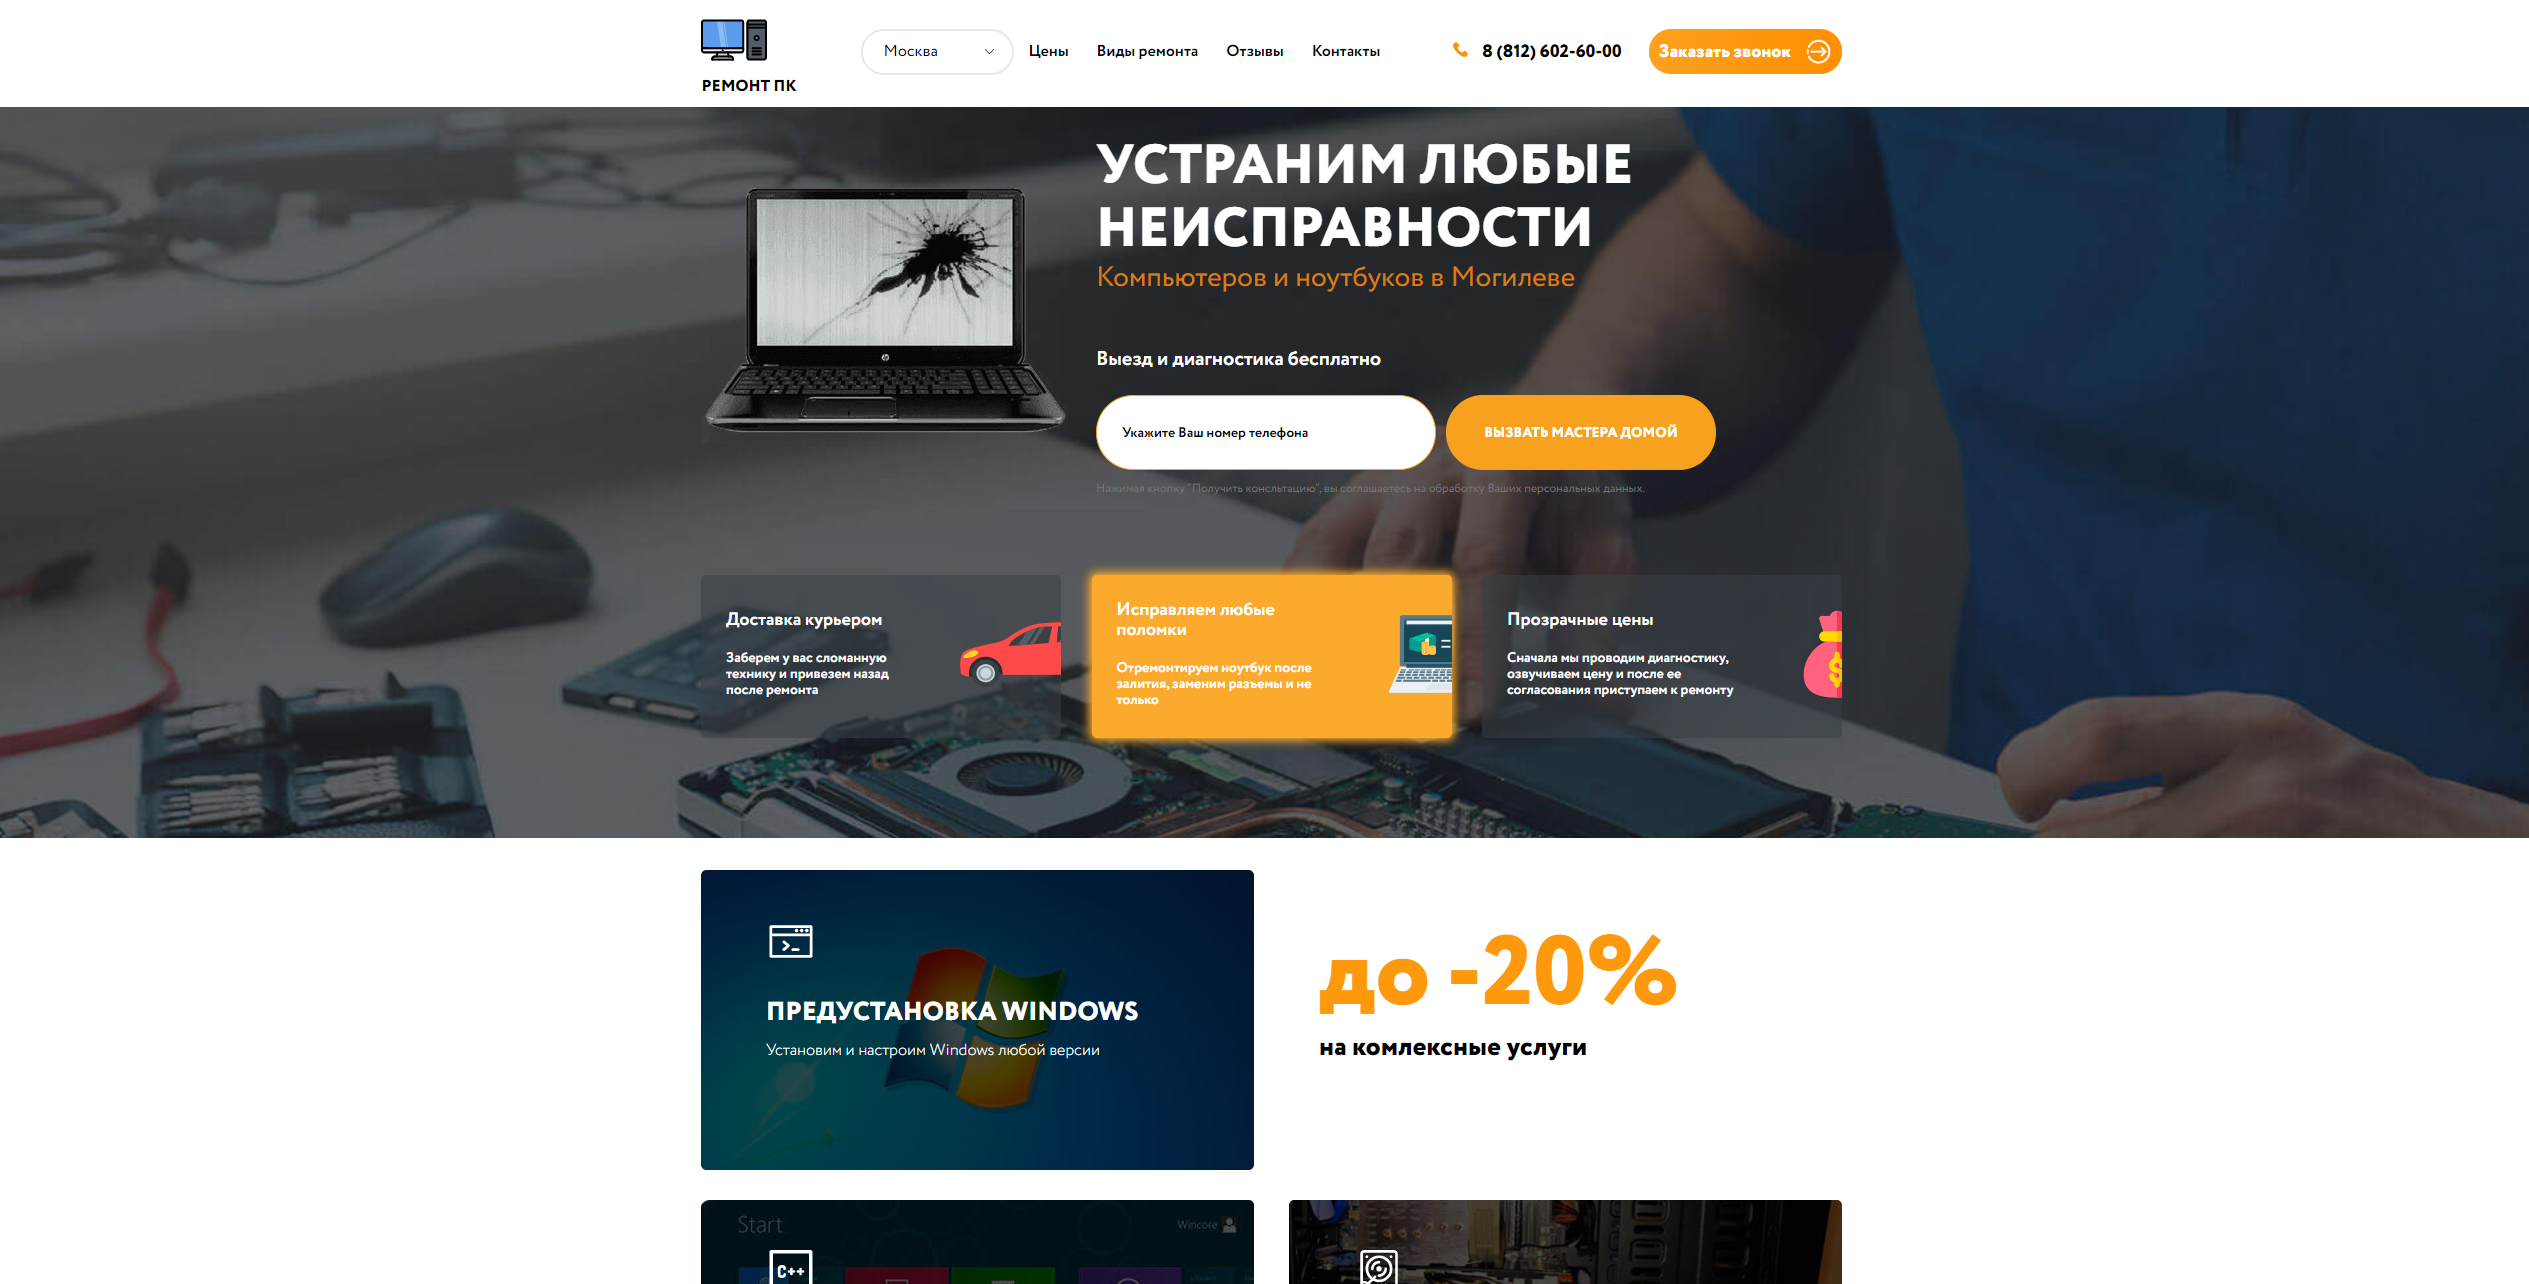 РЕМОНТ ПК
Москва
Цены
Виды ремонта
Отзывы
Контакты
8 (812) 602-60-00
Заказать звонок
УСТРАНИМ ЛЮБЫЕ
НЕИСПРАВНОСТИ
Компьютеров и ноутбуков в Могилеве
Выезд и диагностика бесплатно
Укажите Ваш номер телефона
ВЫЗВАТЬ МАСТЕРА ДОМОЙ
Нажимая кнопку "Получить консльтацию", вы соглашаетесь на обработку Ваших персональных данных.
Доставка курьером
Заберем у вас сломанную
технику и привезем назад
после ремонта
Исправляем любые
поломки
Отремонтируем ноутбук после
залития, заменим разъемы и не
только
Прозрачные цены
Сначала мы проводим диагностику,
озвучиваем цену и после ее
согласования приступаем к ремонту
ПРЕДУСТАНОВКА WINDOWS
Установим и настроим Windows любой версии
до -20%
на комлексные услуги
Start
Wincore
C++